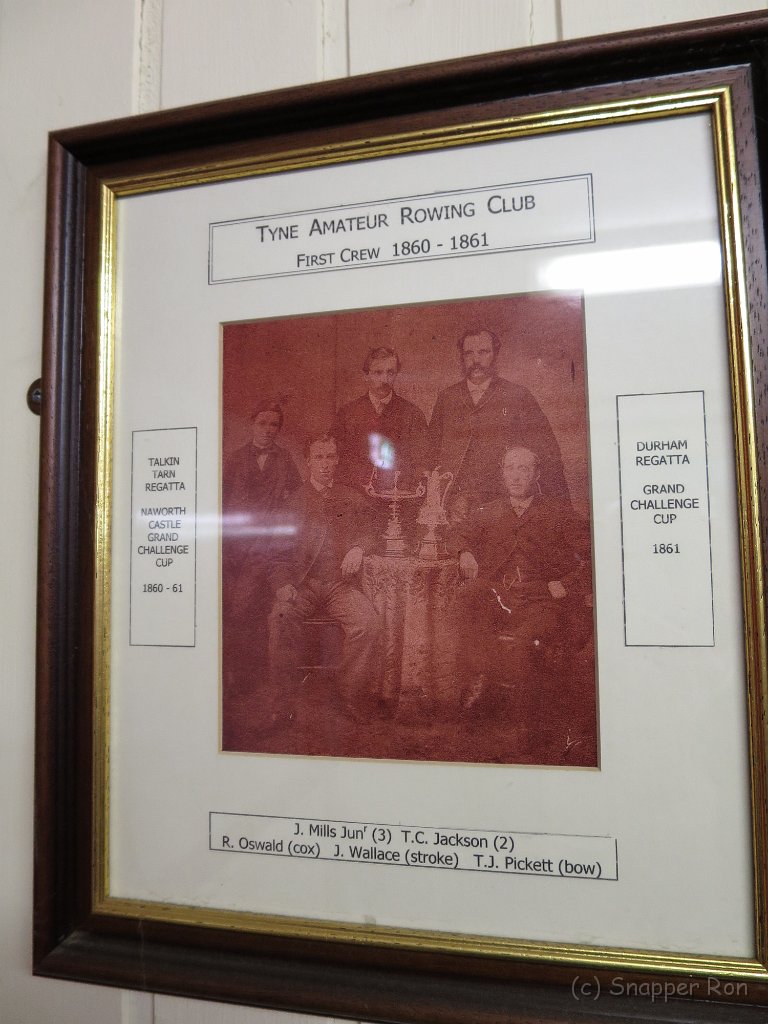 TYNE AMATEUR ROWING CLUB
FIRST CREW 1860 - 1861
TALKIN
TARN
REGATTA
NAWORTH
CASTLE
GRAND
CHALLENGE
CUP
1860 - 61
DURHAM
REGATTA
GRAND
CHALLENGE
CUP
1861
J. Mills Junʳ (3) T.C. Jackson (2)
R. Oswald (cox) J. Wallace (stroke) T.J. Pickett (bow)
(c) Snapper Ron